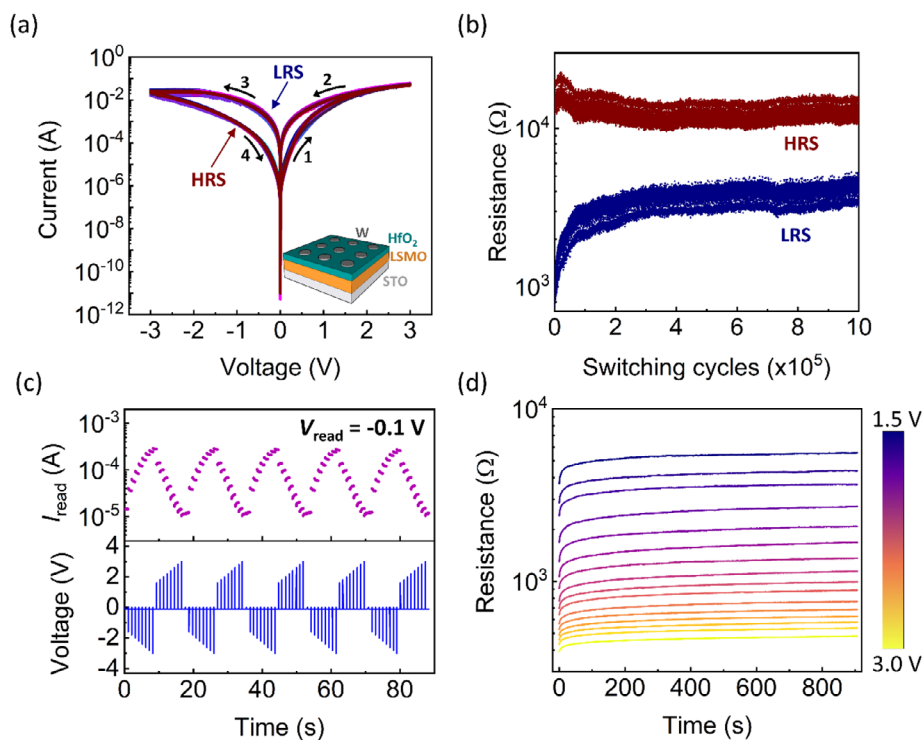 (a)
Current (A)
10⁰
10⁻²
10⁻⁴
10⁻⁶
10⁻⁸
10⁻¹⁰
10⁻¹²
3
LRS
2
HRS
4
1
W
HfO₂
LSMO
STO
-3 -2 -1 0 1 2 3
Voltage (V)
(b)
Resistance (Ω)
10⁴
10³
HRS
LRS
0 2 4 6 8 10
Switching cycles (x10⁵)
(c)
I_read (A)
10⁻³
10⁻⁴
10⁻⁵
V_read = -0.1 V
Voltage (V)
4
2
0
-2
-4
0 20 40 60 80
Time (s)
(d)
Resistance (Ω)
10⁴
10³
0 200 400 600 800
Time (s)
1.5 V
3.0 V